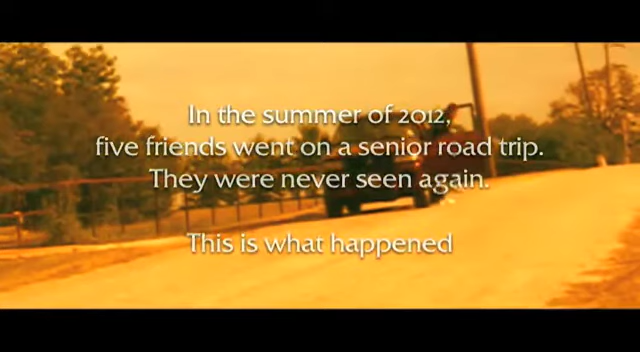 In the summer of 2012,
five friends went on a senior road trip.
They were never seen again.
This is what happened